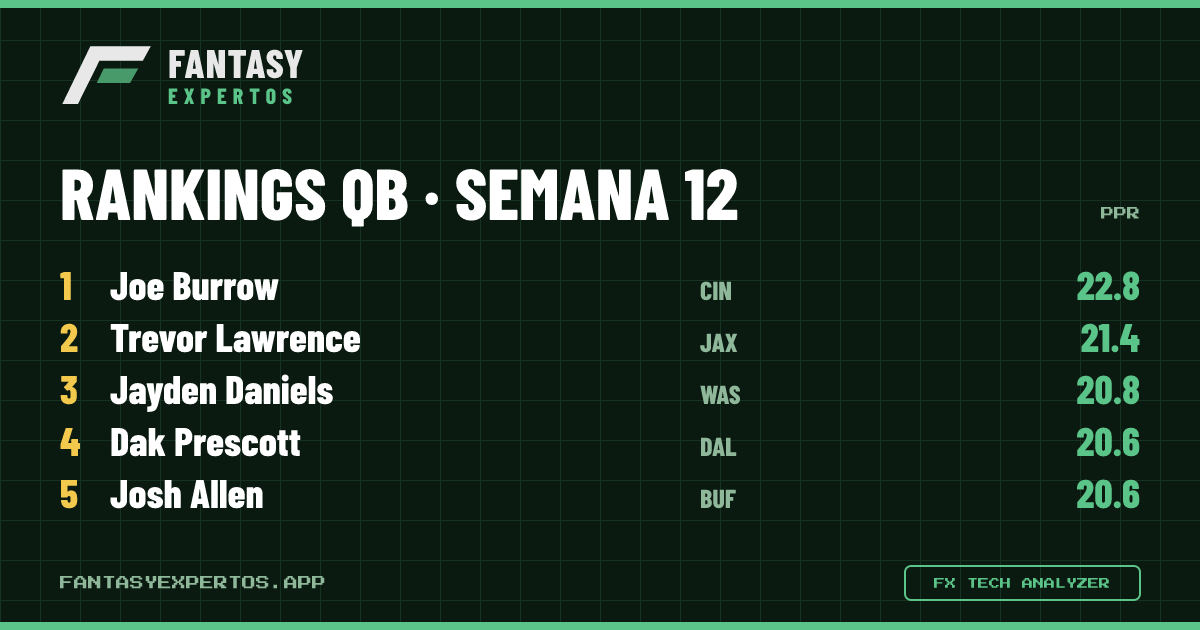 FANTASY
EXPERTOS
RANKINGS QB · SEMANA 12
PPR
1 Joe Burrow CIN 22.8
2 Trevor Lawrence JAX 21.4
3 Jayden Daniels WAS 20.8
4 Dak Prescott DAL 20.6
5 Josh Allen BUF 20.6
FANTASYEXPERTOS.APP
FX TECH ANALYZER